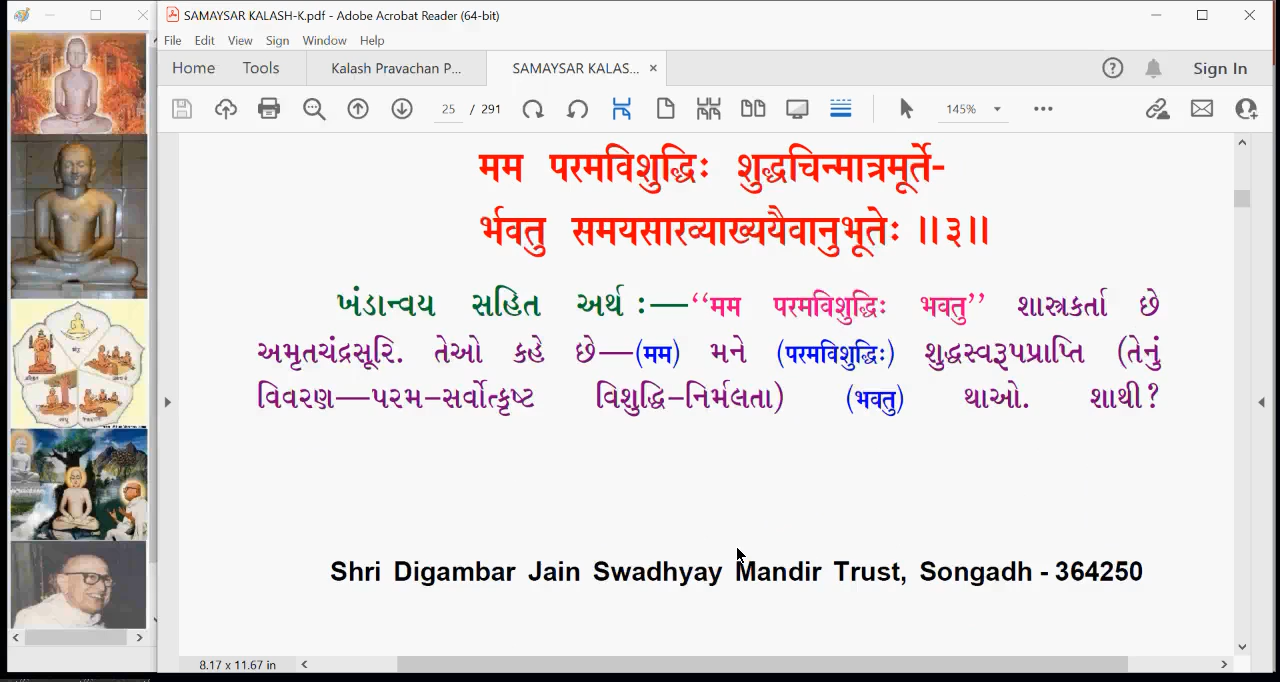 SAMAYSAR KALASH-K.pdf - Adobe Acrobat Reader (64-bit)
File Edit View Sign Window Help
Home Tools Kalash Pravachan P... SAMAYSAR KALAS... × Sign In
25 / 291 145%
मम परमविशुद्धिः शुद्धचिन्मात्रमूर्ते-
र्भवतु समयसारव्याख्ययैवानुभूतेः ॥३॥
ખંડાન્વય સહિત અર્થ :—‘‘मम परमविशुद्धिः भवतु’’ શાસ્ત્રકર્તા છે
અમૃતચંદ્રસૂરિ. તેઓ કહે છે—(मम) મને (परमविशुद्धिः) શુદ્ધસ્વરૂપપ્રાપ્તિ (તેનું
વિવરણ—પરમ-સર્વોત્કૃષ્ટ વિશુદ્ધિ-નિર્મલતા) (भवतु) થાઓ. શાથી?
Shri Digambar Jain Swadhyay Mandir Trust, Songadh - 364250
8.17 x 11.67 in